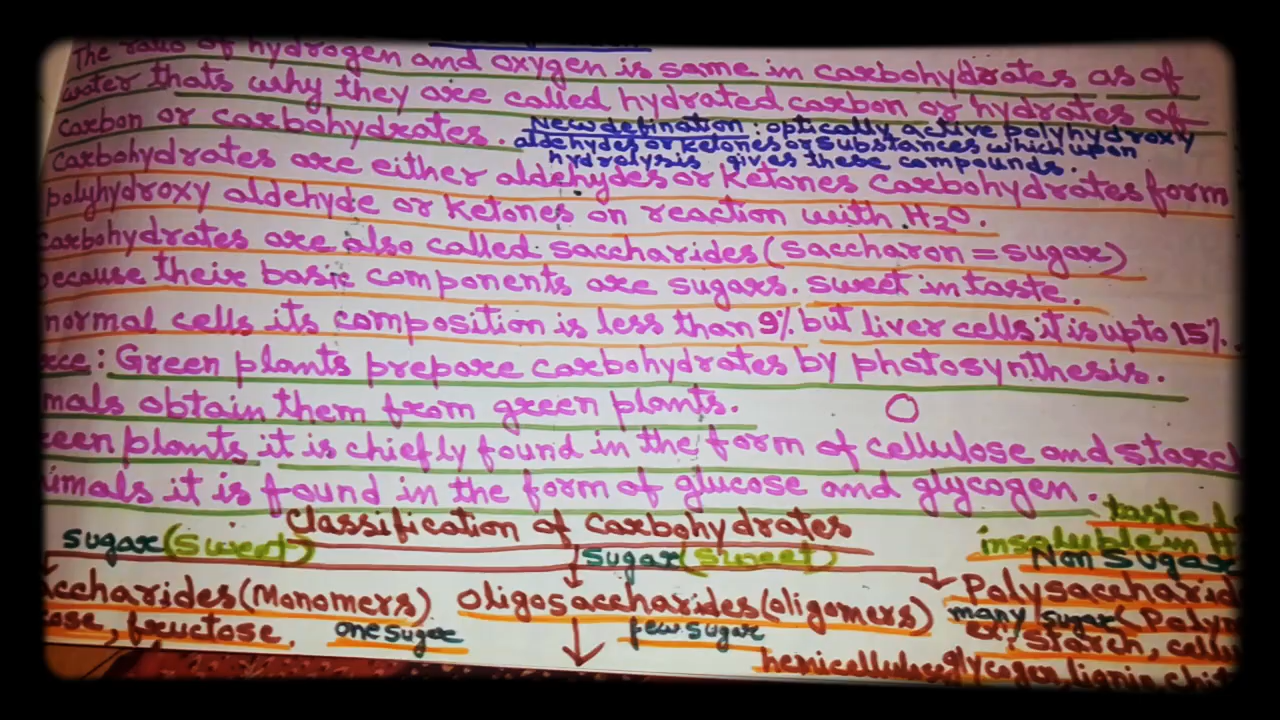 The ratio of hydrogen and oxygen is same in carbohydrates as of
water thats why they are called hydrated carbon or hydrates of
carbon or carbohydrates.
New defination : optically active polyhydroxy
aldehydes or ketones or substances which upon
hydrolysis gives these compounds.
Carbohydrates are either aldehydes or ketones carbohydrates form
polyhydroxy aldehyde or ketones on reaction with H2O.
carbohydrates are also called saccharides (saccharon = sugar)
because their basic components are sugars. sweet in taste.
normal cells its composition is less than 9% but liver cells it is upto 15%.
rce : Green plants prepare carbohydrates by photosynthesis.
mals obtain them from green plants.
een plants it is chiefly found in the form of cellulose and starch
imals it is found in the form of glucose and glycogen.
Classification of Carbohydrates
taste
insoluble in H
sugar (sweet)
sugar (sweet)
Non Sugar
ccharides (Monomers)
Oligosaccharides (oligomers)
Polysaccharid
ose, fructose.
one sugar
few sugar
many sugar (Polym
ex: starch, cellu
hemicellulose, glycogen, lignin, chit